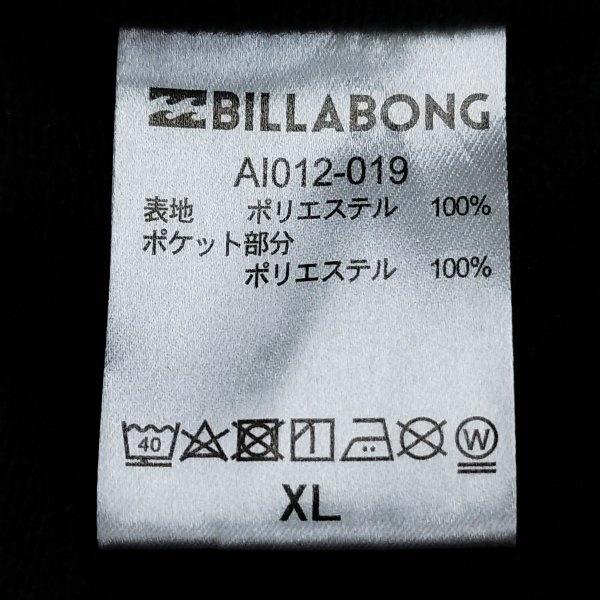 BILLABONG
AI012-019
表地 ポリエステル 100%
ポケット部分
ポリエステル 100%
40 W
XL